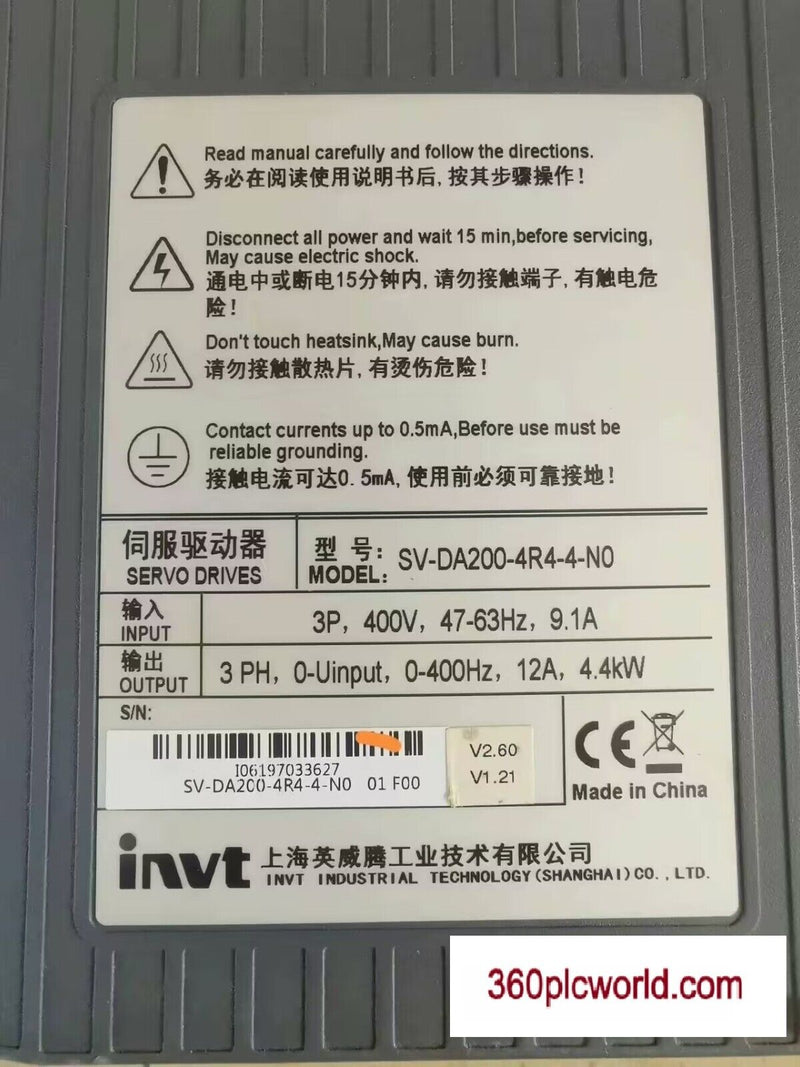 Read manual carefully and follow the directions.
务必在阅读使用说明书后,按其步骤操作!
Disconnect all power and wait 15 min,before servicing,
May cause electric shock.
通电中或断电15分钟内,请勿接触端子,有触电危
险!
Don't touch heatsink,May cause burn.
请勿接触散热片,有烫伤危险!
Contact currents up to 0.5mA,Before use must be
reliable grounding.
接触电流可达0.5mA,使用前必须可靠接地!
伺服驱动器
SERVO DRIVES
型 号:
MODEL: SV-DA200-4R4-4-N0
输入
INPUT
3P, 400V, 47-63Hz, 9.1A
输出
OUTPUT
3 PH, 0-Uinput, 0-400Hz, 12A, 4.4kW
S/N:
I06197033627
SV-DA200-4R4-4-N0 01 F00
V2.60
V1.21
CE
Made in China
invt 上海英威腾工业技术有限公司
INVT INDUSTRIAL TECHNOLOGY(SHANGHAI)CO.,LTD.
360plcworld.com